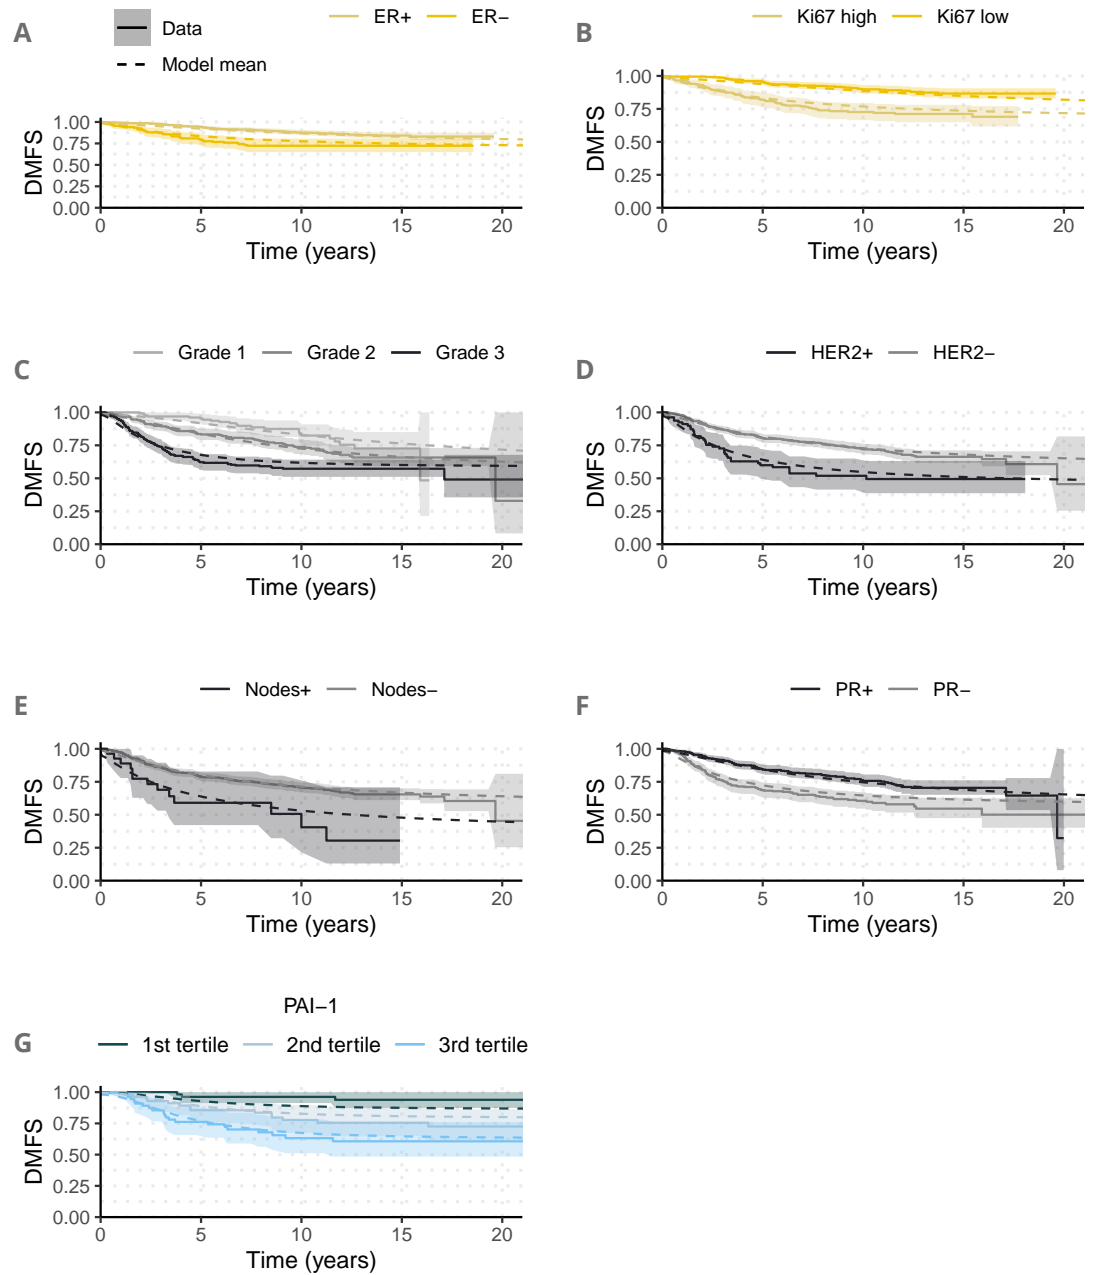 A
Data
Model mean
ER+ ER−
DMFS
1.00
0.75
0.50
0.25
0.00
0 5 10 15 20
Time (years)
B
Ki67 high Ki67 low
DMFS
1.00
0.75
0.50
0.25
0.00
0 5 10 15 20
Time (years)
C
Grade 1 Grade 2 Grade 3
DMFS
1.00
0.75
0.50
0.25
0.00
0 5 10 15 20
Time (years)
D
HER2+ HER2−
DMFS
1.00
0.75
0.50
0.25
0.00
0 5 10 15 20
Time (years)
E
Nodes+ Nodes−
DMFS
1.00
0.75
0.50
0.25
0.00
0 5 10 15 20
Time (years)
F
PR+ PR−
DMFS
1.00
0.75
0.50
0.25
0.00
0 5 10 15 20
Time (years)
G
PAI−1
1st tertile 2nd tertile 3rd tertile
DMFS
1.00
0.75
0.50
0.25
0.00
0 5 10 15 20
Time (years)